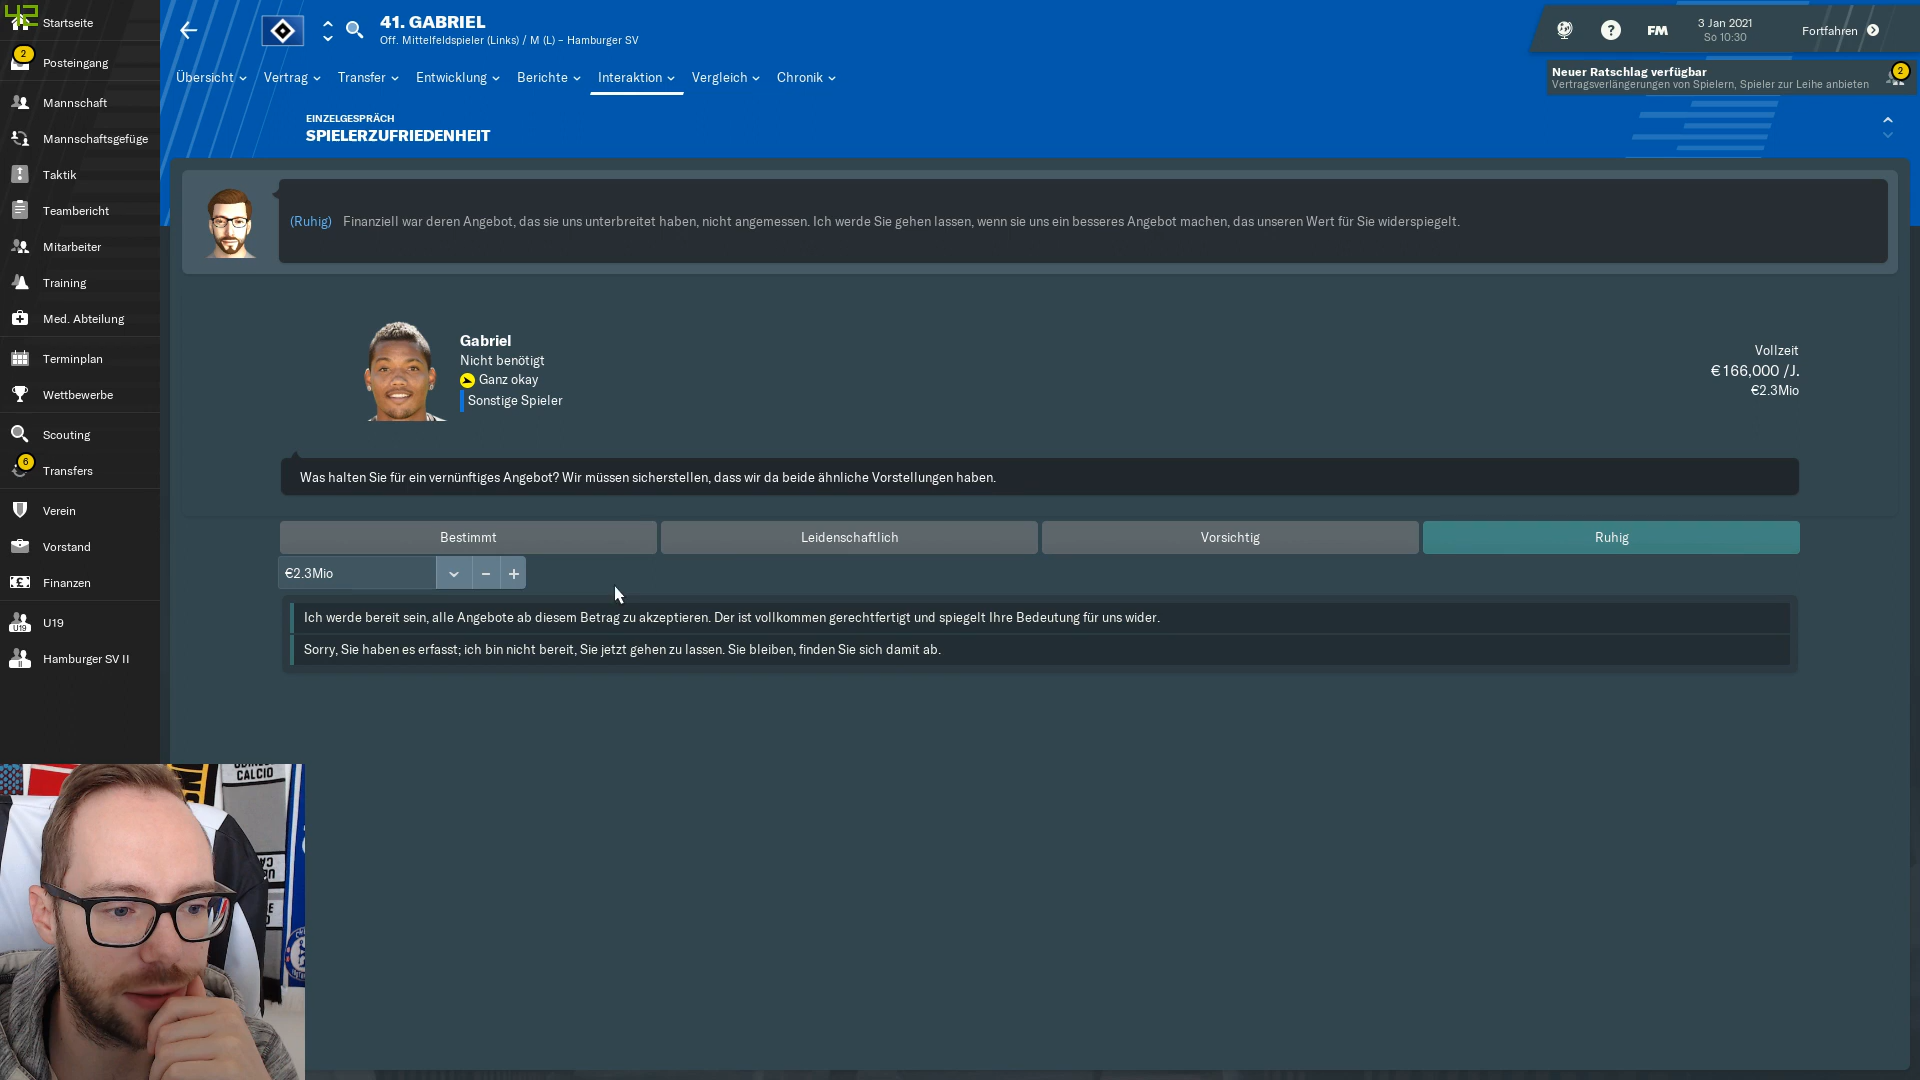 42
Startseite
2
Posteingang
Mannschaft
Mannschaftsgefüge
Taktik
Teambericht
Mitarbeiter
Training
Med. Abteilung
Terminplan
Wettbewerbe
Scouting
6
Transfers
Verein
Vorstand
Finanzen
U19
U19
II
Hamburger SV II
41. GABRIEL
Off. Mittelfeldspieler (Links) / M (L) – Hamburger SV
Übersicht Vertrag Transfer Entwicklung Berichte Interaktion Vergleich Chronik
? FM
3 Jan 2021
So 10:30
Fortfahren
Neuer Ratschlag verfügbar
Vertragsverlängerungen von Spielern, Spieler zur Leihe anbieten
2
EINZELGESPRÄCH
SPIELERZUFRIEDENHEIT
(Ruhig) Finanziell war deren Angebot, das sie uns unterbreitet haben, nicht angemessen. Ich werde Sie gehen lassen, wenn sie uns ein besseres Angebot machen, das unseren Wert für Sie widerspiegelt.
Gabriel
Nicht benötigt
Ganz okay
Sonstige Spieler
Vollzeit
€166,000 /J.
€2.3Mio
Was halten Sie für ein vernünftiges Angebot? Wir müssen sicherstellen, dass wir da beide ähnliche Vorstellungen haben.
Bestimmt Leidenschaftlich Vorsichtig Ruhig
€2.3Mio − +
Ich werde bereit sein, alle Angebote ab diesem Betrag zu akzeptieren. Der ist vollkommen gerechtfertigt und spiegelt Ihre Bedeutung für uns wider.
Sorry, Sie haben es erfasst; ich bin nicht bereit, Sie jetzt gehen zu lassen. Sie bleiben, finden Sie sich damit ab.
CALCIO